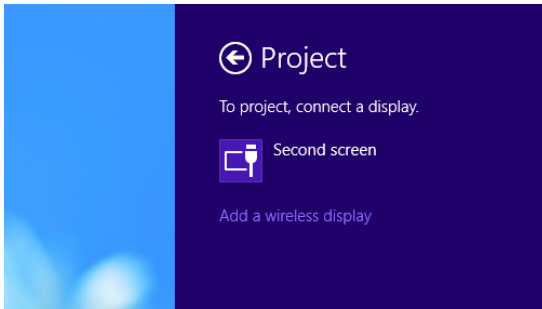 Project
To project, connect a display.
Second screen
Add a wireless display